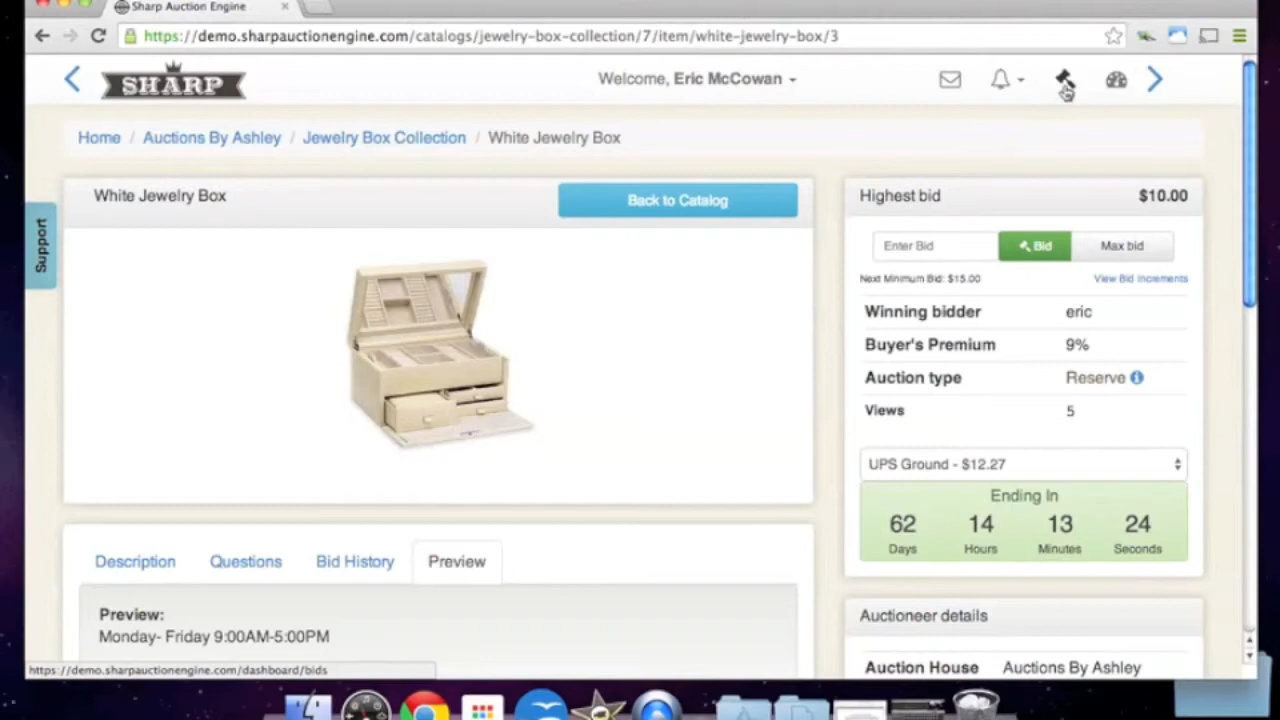 Sharp Auction Engine
https://demo.sharpauctionengine.com/catalogs/jewelry-box-collection/7/item/white-jewelry-box/3
SHARP
Welcome, Eric McCowan
Home / Auctions By Ashley / Jewelry Box Collection / White Jewelry Box
Support
White Jewelry Box
Back to Catalog
Highest bid $10.00
Enter Bid Bid Max bid
Next Minimum Bid: $15.00 View Bid Increments
Winning bidder eric
Buyer's Premium 9%
Auction type Reserve
Views 5
UPS Ground - $12.27
Ending In
62 14 13 24
Days Hours Minutes Seconds
Description Questions Bid History Preview
Preview:
Monday- Friday 9:00AM-5:00PM
Auctioneer details
Auction House Auctions By Ashley
https://demo.sharpauctionengine.com/dashboard/bids